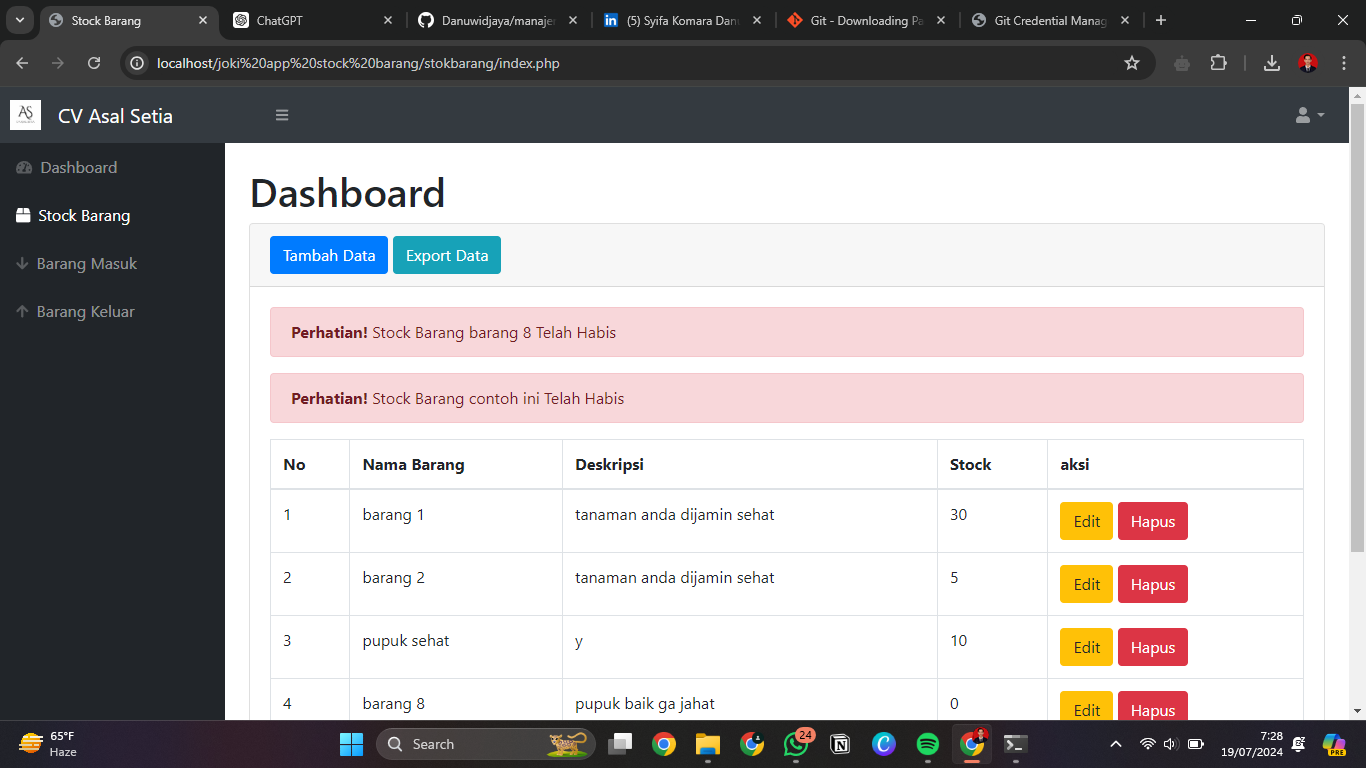 Stock Barang
ChatGPT
Danuwidjaya/manajer
(5) Syifa Komara Danu
Git - Downloading Pa
Git Credential Manag
localhost/joki%20app%20stock%20barang/stokbarang/index.php
AS
CV Asal Setia
Dashboard
Stock Barang
Barang Masuk
Barang Keluar
Dashboard
Tambah Data
Export Data
Perhatian! Stock Barang barang 8 Telah Habis
Perhatian! Stock Barang contoh ini Telah Habis
No Nama Barang Deskripsi Stock aksi
1 barang 1 tanaman anda dijamin sehat 30 Edit Hapus
2 barang 2 tanaman anda dijamin sehat 5 Edit Hapus
3 pupuk sehat y 10 Edit Hapus
4 barang 8 pupuk baik ga jahat 0 Edit Hapus
65°F
Haze
Search
24
7:28
19/07/2024
PRE